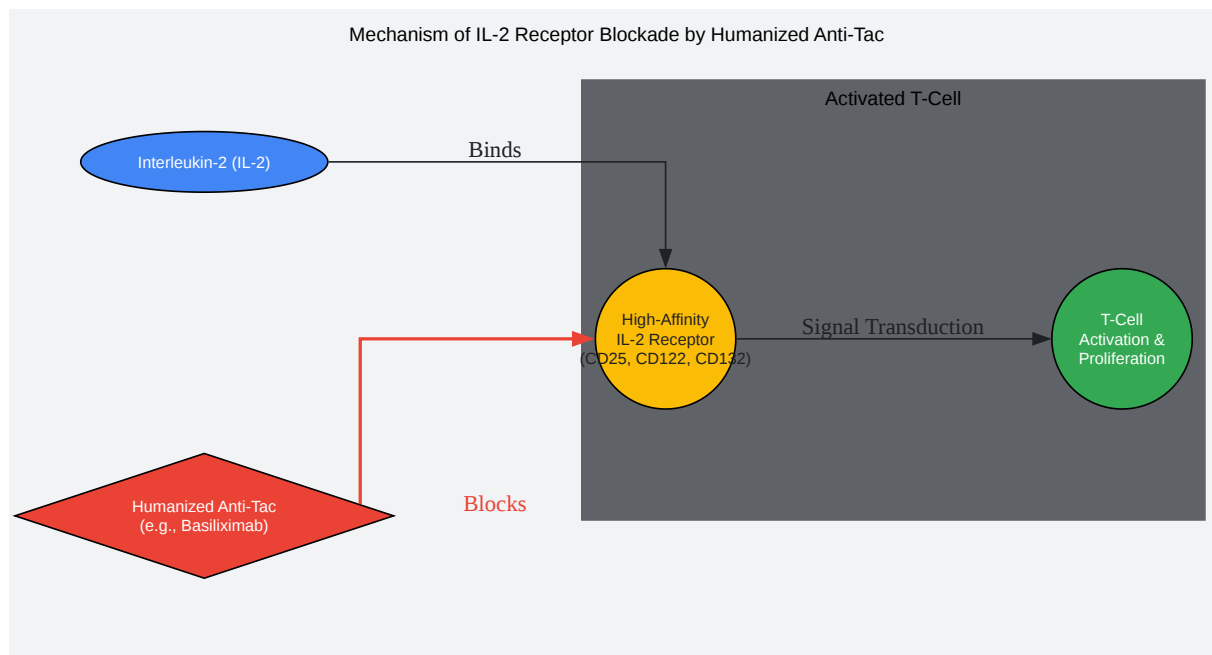 Mechanism of IL-2 Receptor Blockade by Humanized Anti-Tac
Activated T-Cell
Interleukin-2 (IL-2)
Binds
High-Affinity
IL-2 Receptor
(CD25, CD122, CD132)
Signal Transduction
T-Cell
Activation &
Proliferation
Humanized Anti-Tac
(e.g., Basiliximab)
Blocks